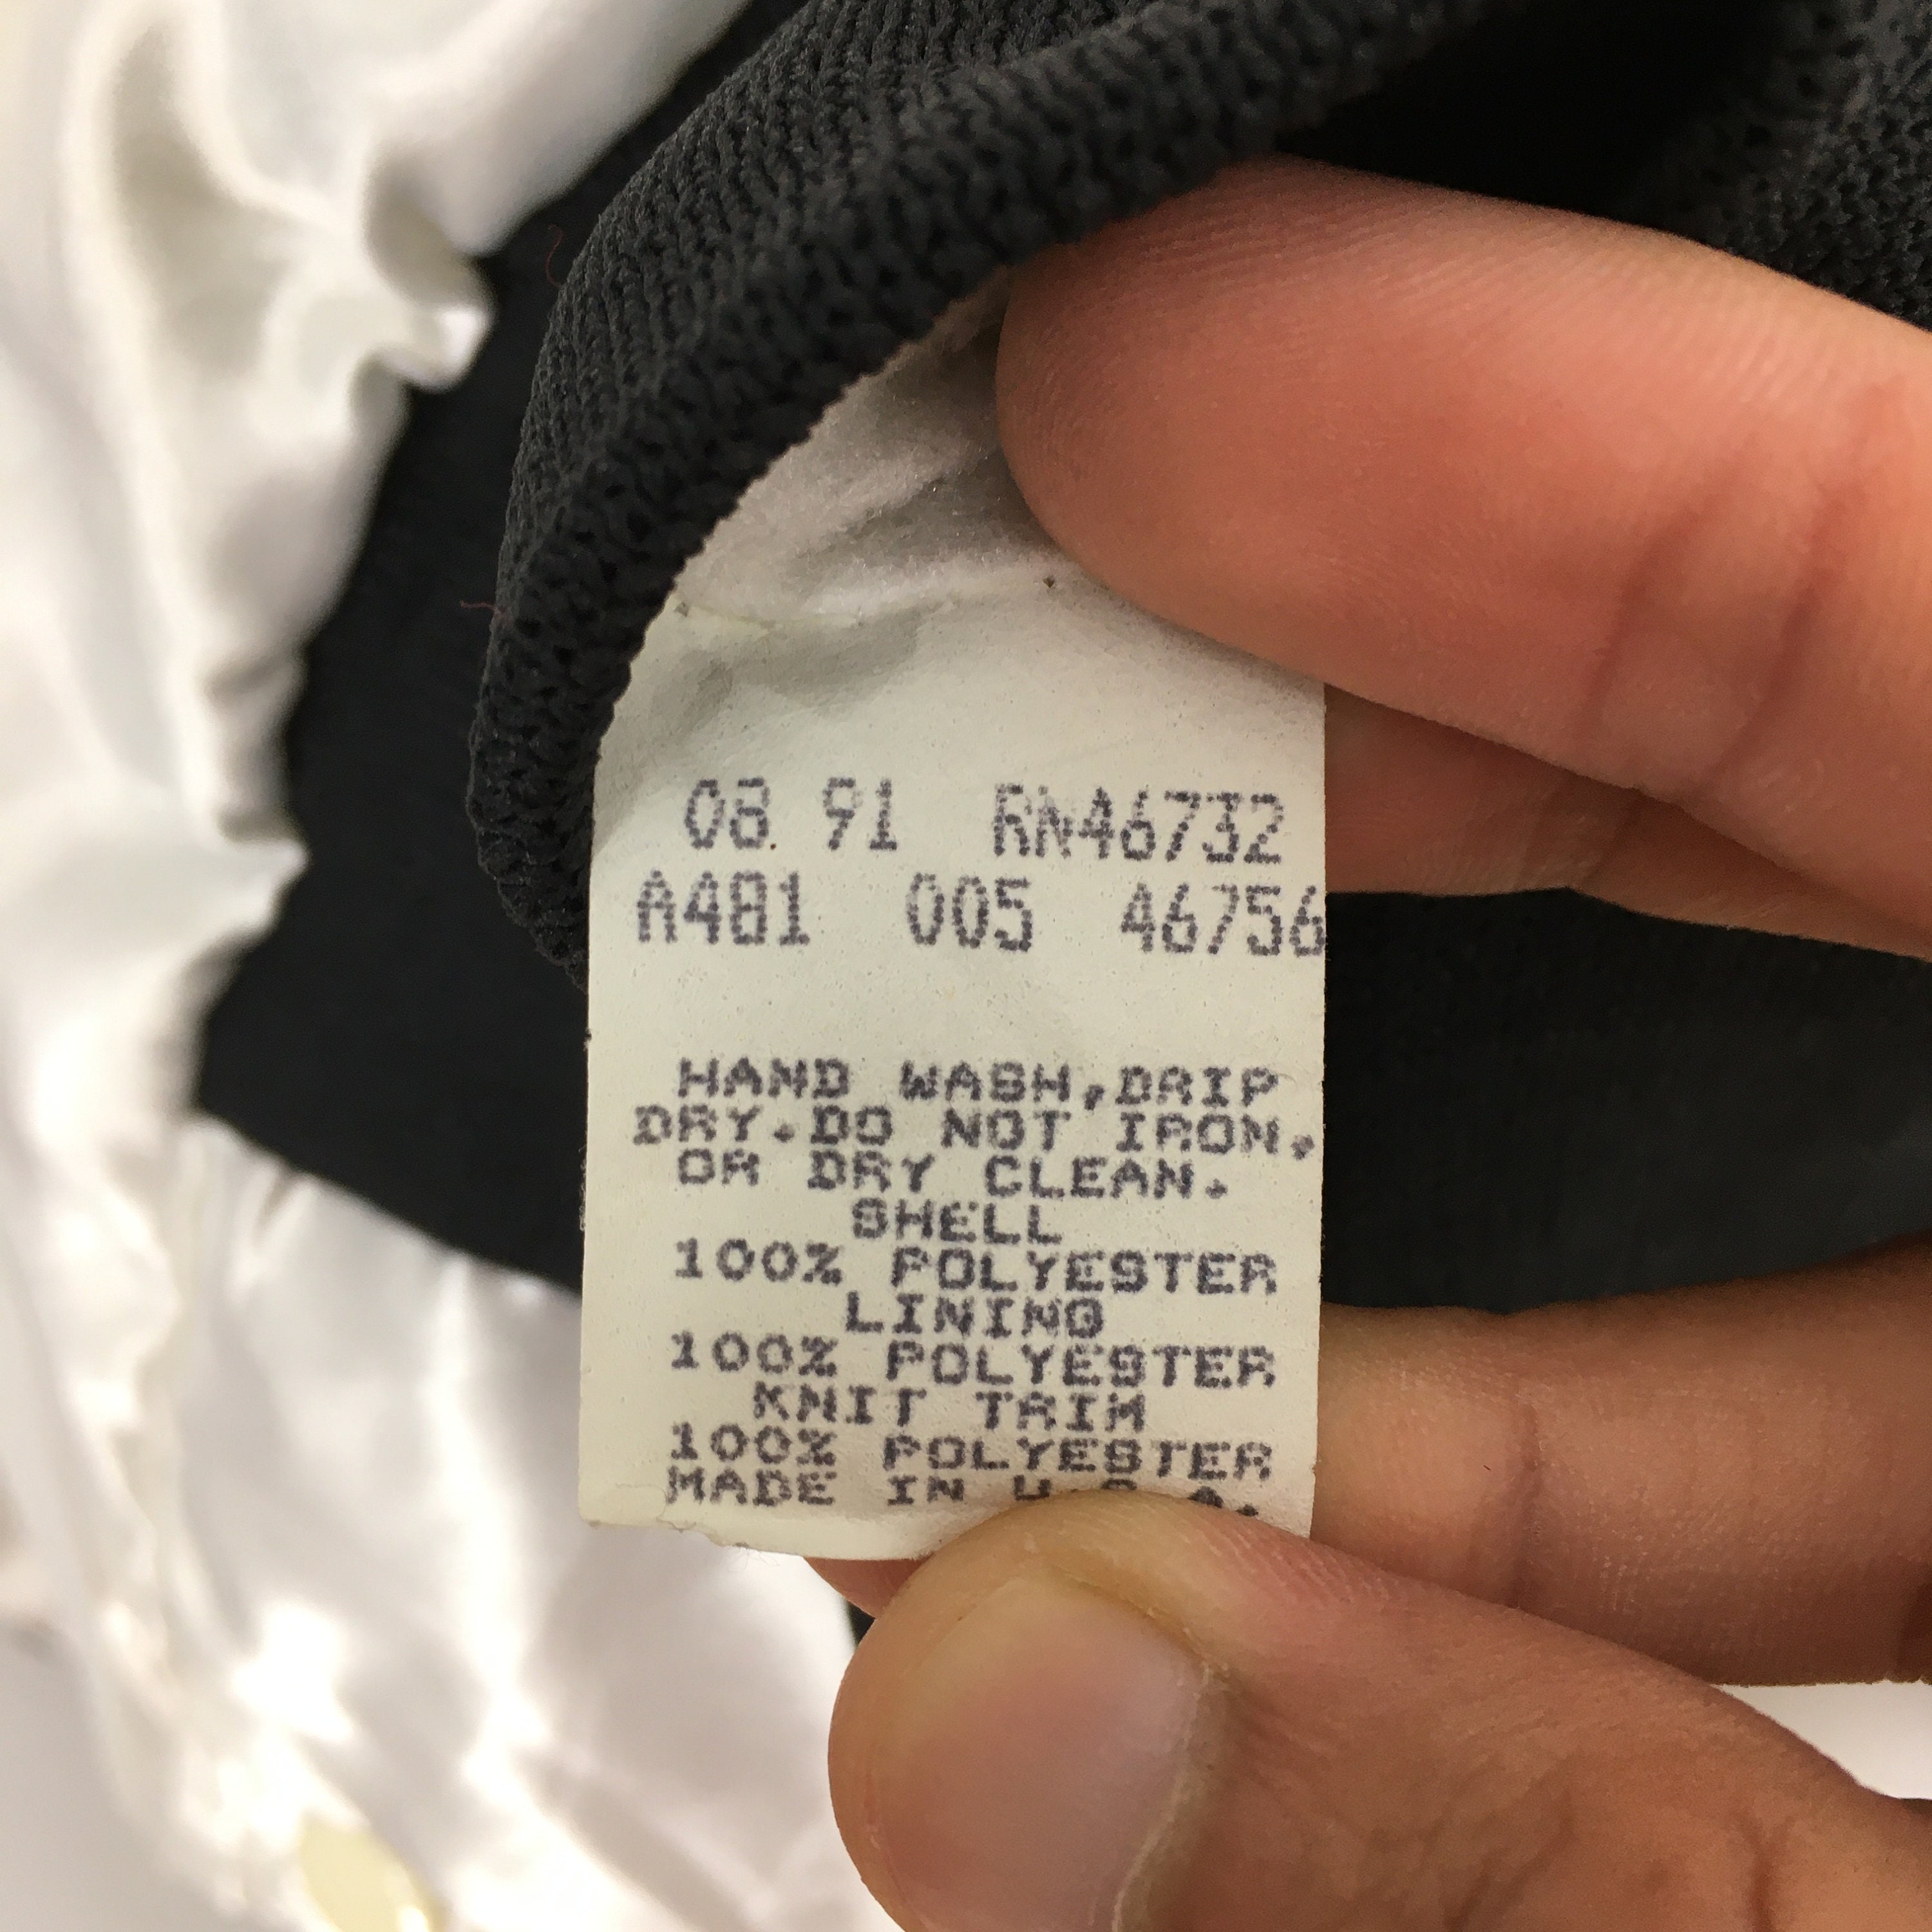 08 91 RN46732
A481 005 46756
HAND WASH,DRIP
DRY.DO NOT IRON,
OR DRY CLEAN.
SHELL
100% POLYESTER
LINING
100% POLYESTER
KNIT TRIM
100% POLYESTER
MADE IN U.S.A.